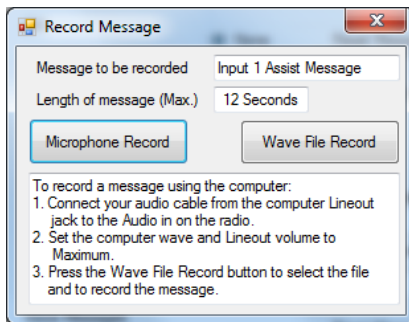 Record Message
Message to be recorded Input 1 Assist Message
Length of message (Max.) 12 Seconds
Microphone Record Wave File Record
To record a message using the computer:
1. Connect your audio cable from the computer Lineout
jack to the Audio in on the radio.
2. Set the computer wave and Lineout volume to
Maximum.
3. Press the Wave File Record button to select the file
and to record the message.